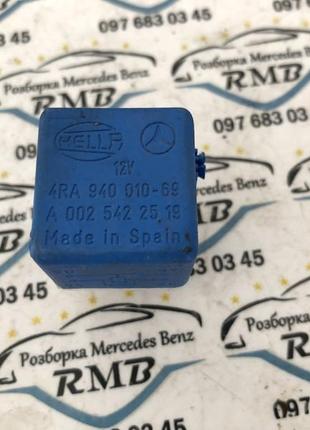 097 683 03 45
Разборка Mercedes Benz
RMB
097 683 03 45
HELLA
12V
4RA 940 010-69
A 002 542 25 19
Made in Spain
03 45
Розборка Mercedes Benz
RMB